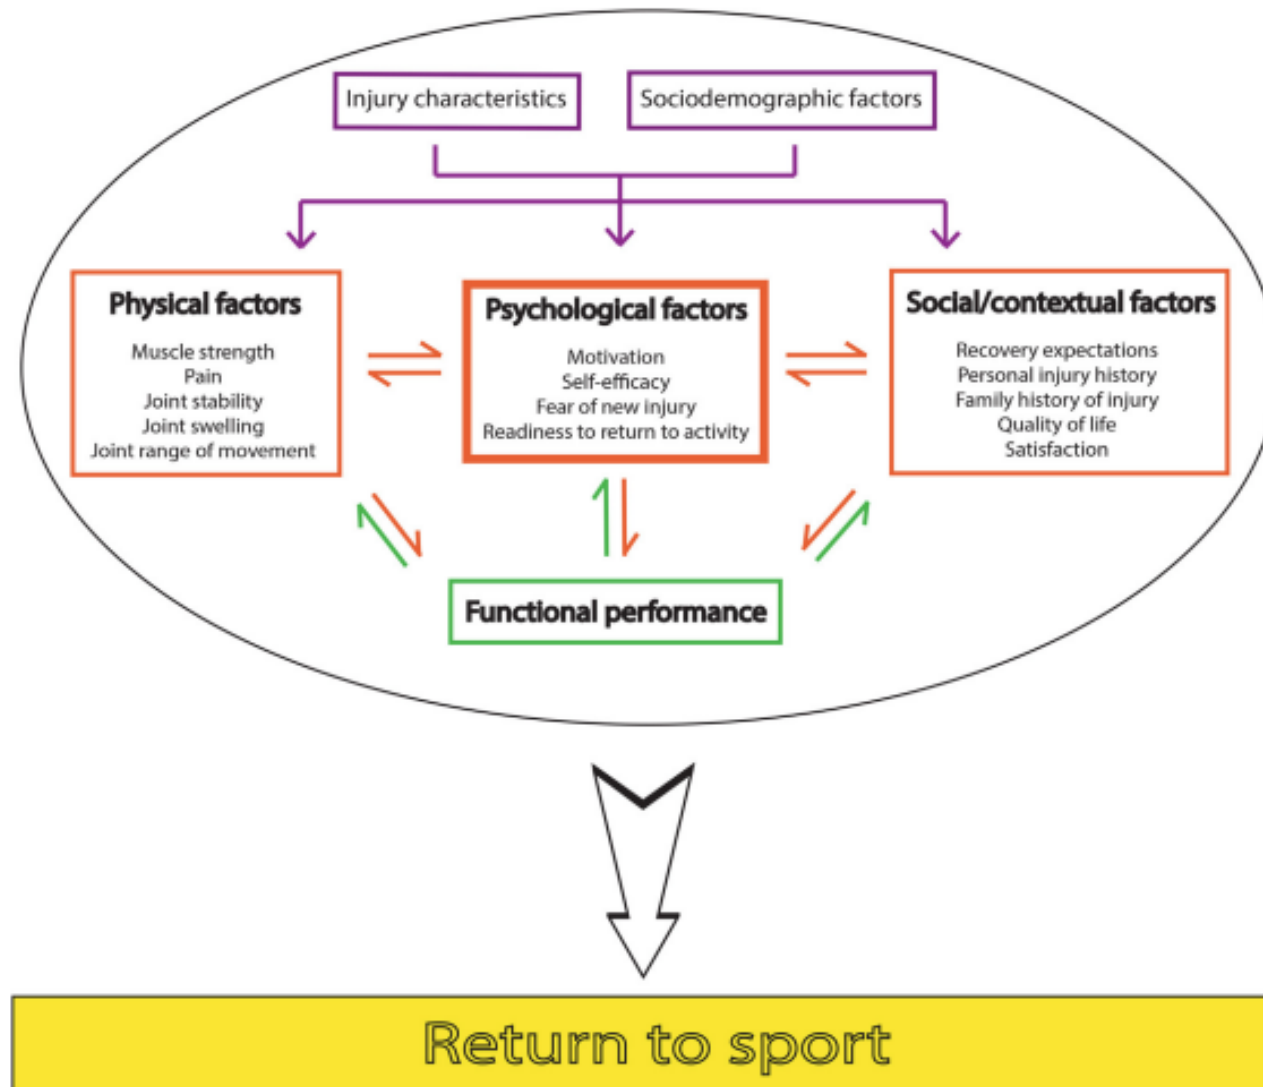 Injury characteristics
Sociodemographic factors
Physical factors
Muscle strength
Pain
Joint stability
Joint swelling
Joint range of movement
Psychological factors
Motivation
Self-efficacy
Fear of new injury
Readiness to return to activity
Social/contextual factors
Recovery expectations
Personal injury history
Family history of injury
Quality of life
Satisfaction
Functional performance
Return to sport